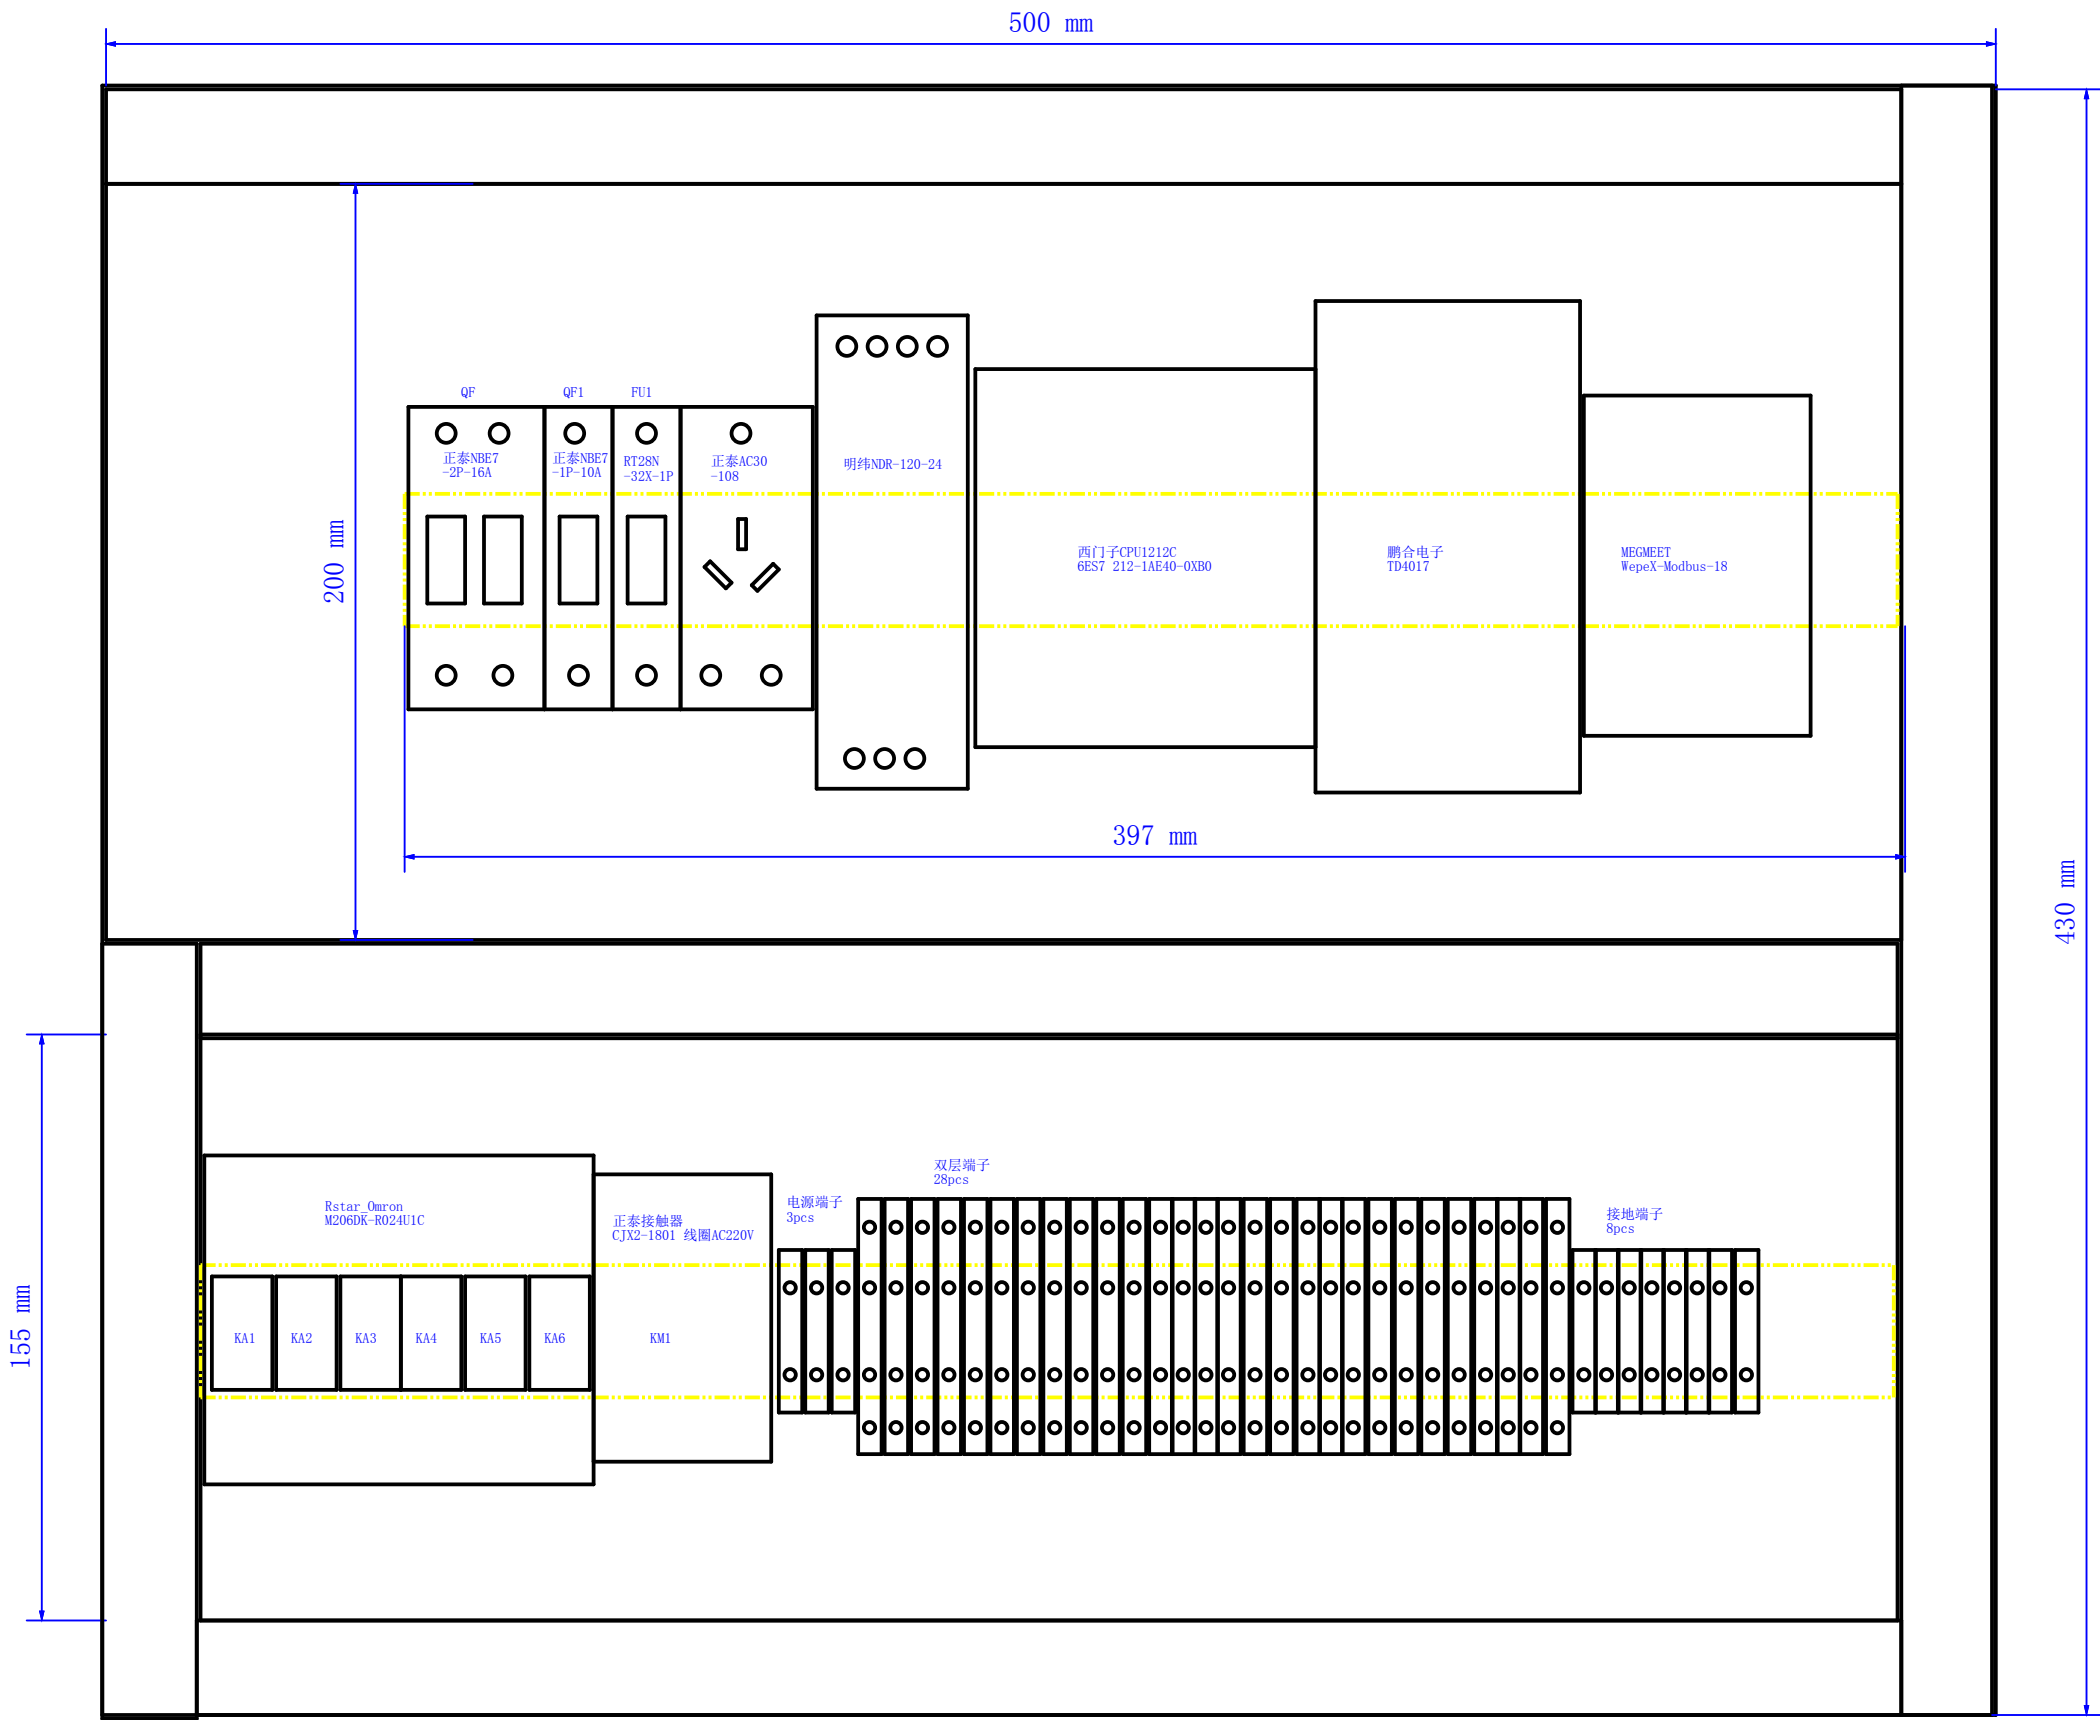 500 mm
QF
QF1
FU1
正泰NBE7
-2P-16A
正泰NBE7
-1P-10A
RT28N
-32X-1P
正泰AC30
-108
明纬NDR-120-24
西门子CPU1212C
6ES7 212-1AE40-0XB0
鹏合电子
TD4017
MEGMEET
WepeX-Modbus-18
200 mm
397 mm
430 mm
Rstar_Omron
M206DK-R024U1C
正泰接触器
CJX2-1801 线圈AC220V
电源端子
3pcs
双层端子
28pcs
接地端子
8pcs
KA1
KA2
KA3
KA4
KA5
KA6
KM1
155 mm